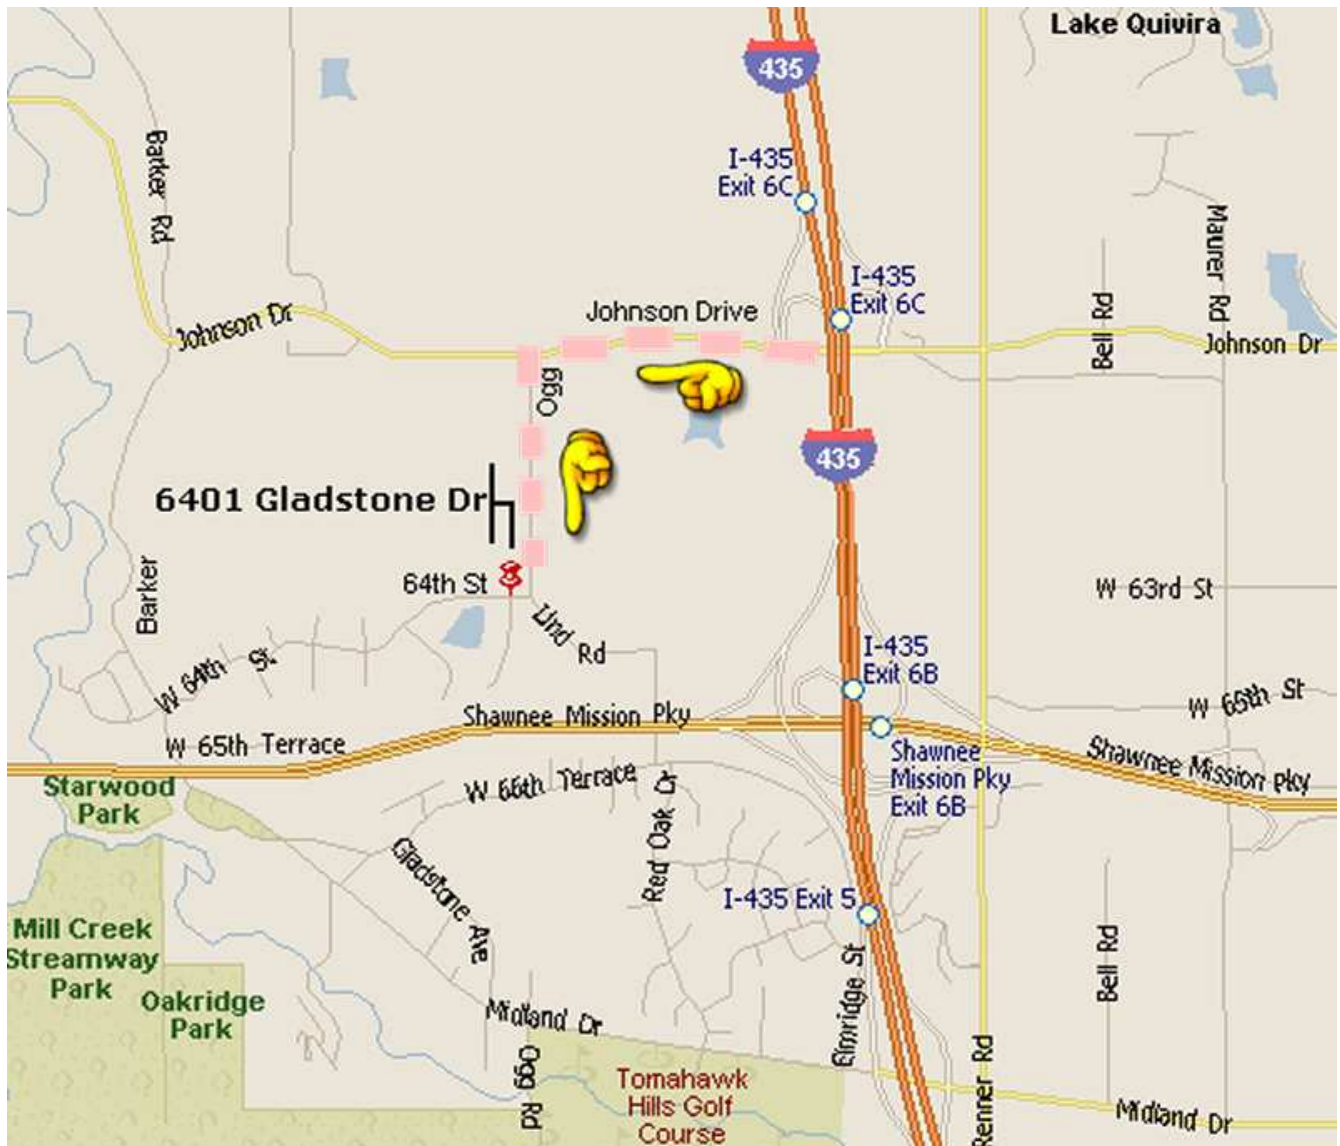 Lake Quivira
435
I-435
Exit 6C
Barker Rd
Maurer Rd
I-435
Exit 6C
Bell Rd
Johnson Dr
Johnson Drive
Johnson Dr
Ogg
435
6401 Gladstone Dr
64th St
Barker
W 63rd St
Lind Rd
I-435
Exit 6B
W 64th St
W 65th St
Shawnee Mission Pky
W 65th Terrace
Shawnee
Mission Pky
Exit 6B
Shawnee Mission Pky
Starwood
Park
W 66th Terrace
Red Oak Dr
Gladstone Ave
I-435 Exit 5
Mill Creek
Streamway
Park
Oakridge
Park
Elmridge St
Bell Rd
Midland Dr
Ogg Rd
Renner Rd
Tomahawk
Hills Golf
Course
Midland Dr